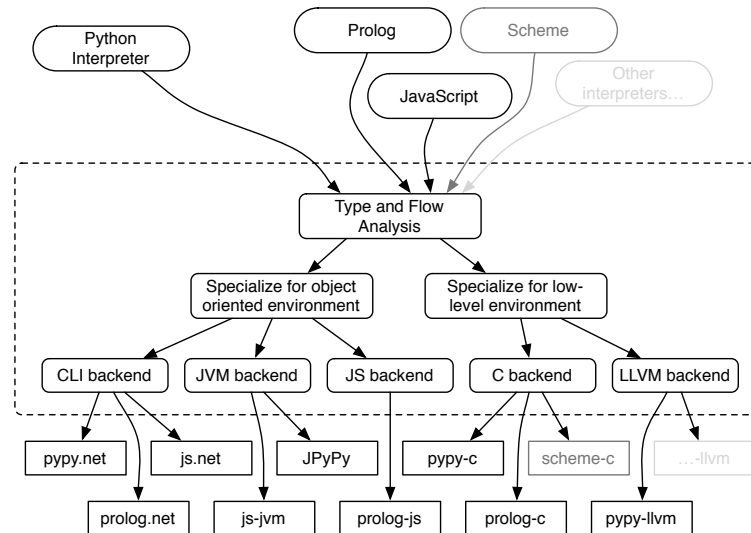 Python
Interpreter
Prolog
Scheme
JavaScript
Other
interpreters...
Type and Flow
Analysis
Specialize for object
oriented environment
Specialize for low-
level environment
CLI backend
JVM backend
JS backend
C backend
LLVM backend
pypy.net
js.net
JPyPy
pypy-c
scheme-c
...-llvm
prolog.net
js-jvm
prolog-js
prolog-c
pypy-llvm